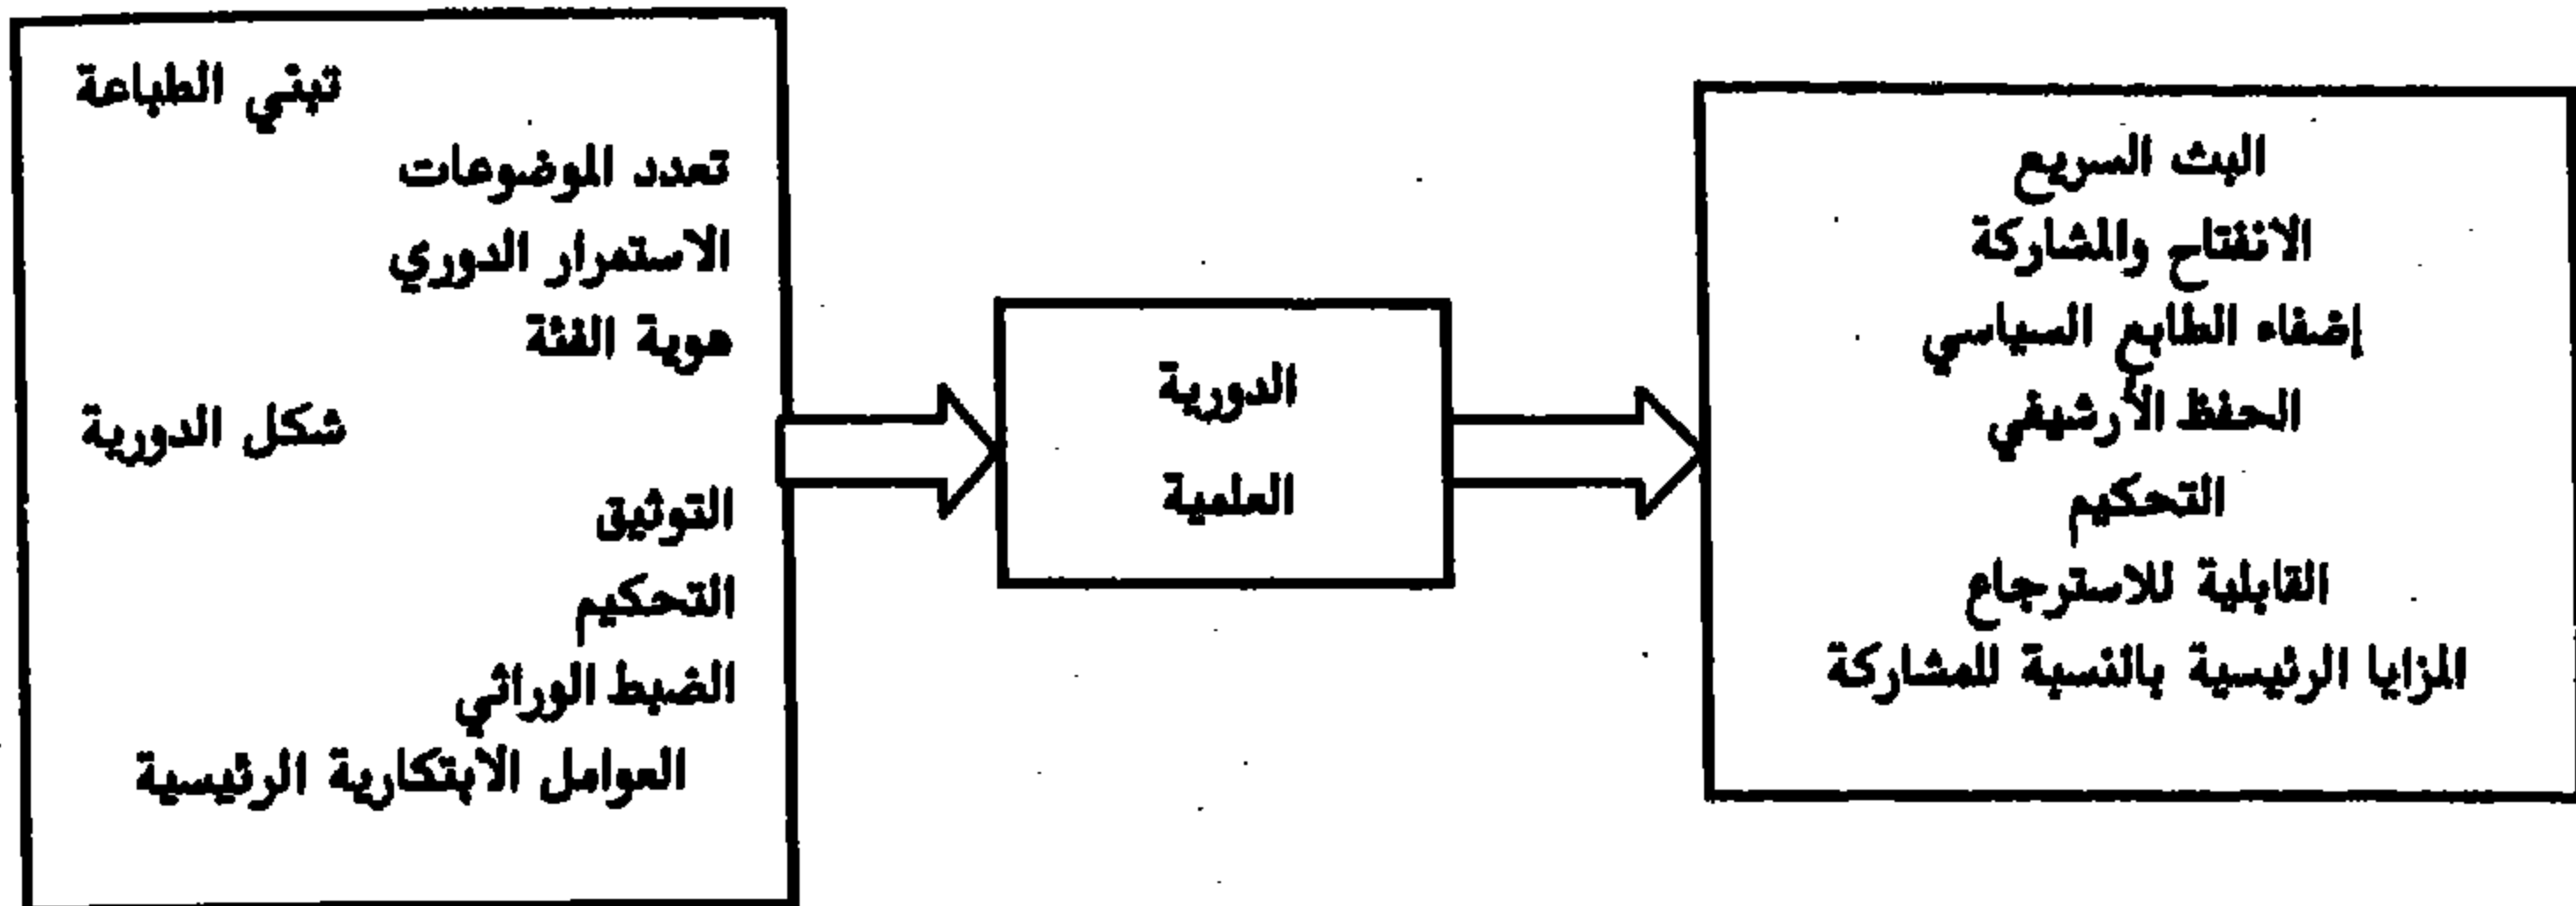 تبني الطباعة
تعدد الموضوعات
الاستمرار الدوري
هوية الفئة
شكل الدورية
التوثيق
التحكيم
الضبط الوراثي
العوامل الابتكارية الرئيسية
الدورية
العلمية
البث السريع
الانفتاح والمشاركة
إضفاء الطابع السياسي
الحفظ الأرشيفي
التحكيم
القابلية للاسترجاع
المزايا الرئيسية بالنسبة للمشاركة